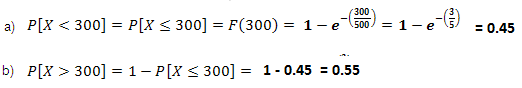 a) P[X < 300] = P[X ≤ 300] = F(300) = 1 − e^−(300/500) = 1 − e^−(3/5) = 0.45
b) P[X > 300] = 1 − P[X ≤ 300] = 1 - 0.45 = 0.55